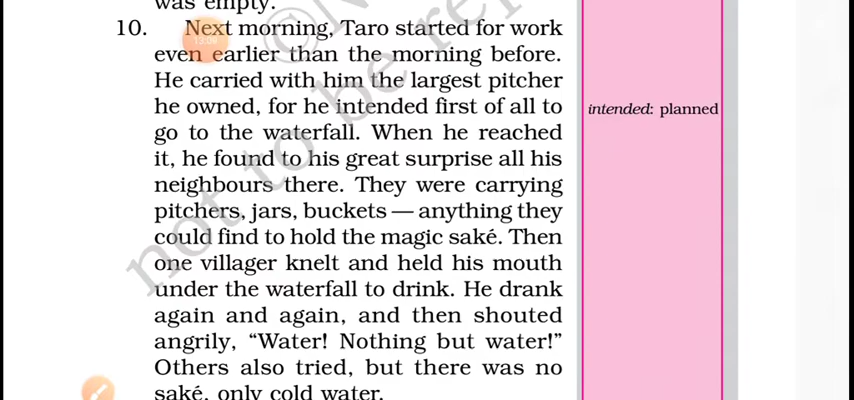 was empty.
10. Next morning, Taro started for work
even earlier than the morning before.
He carried with him the largest pitcher
he owned, for he intended first of all to
intended: planned
go to the waterfall. When he reached
it, he found to his great surprise all his
neighbours there. They were carrying
pitchers, jars, buckets — anything they
could find to hold the magic saké. Then
one villager knelt and held his mouth
under the waterfall to drink. He drank
again and again, and then shouted
angrily, “Water! Nothing but water!”
Others also tried, but there was no
saké, only cold water.
not to be re